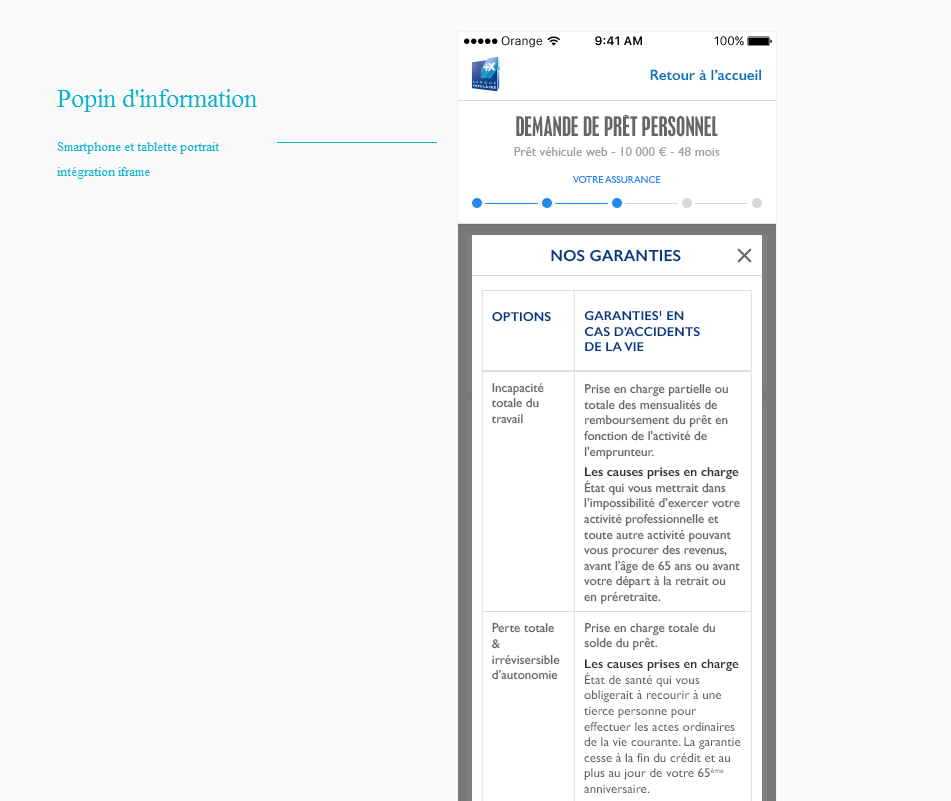 Popin d'information
Smartphone et tablette portrait
intégration iframe
Orange
9:41 AM
100%
BANQUE
POPULAIRE
Retour à l'accueil
DEMANDE DE PRÊT PERSONNEL
Prêt véhicule web - 10 000 € - 48 mois
VOTRE ASSURANCE
NOS GARANTIES
OPTIONS
GARANTIES¹ EN
CAS D'ACCIDENTS
DE LA VIE
Incapacité
totale du
travail
Prise en charge partielle ou
totale des mensualités de
remboursement du prêt en
fonction de l'activité de
l'emprunteur.
Les causes prises en charge
État qui vous mettrait dans
l'impossibilité d'exercer votre
activité professionnelle et
toute autre activité pouvant
vous procurer des revenus,
avant l'âge de 65 ans ou avant
votre départ à la retrait ou
en préretraite.
Perte totale
&
irrévisersible
d'autonomie
Prise en charge totale du
solde du prêt.
Les causes prises en charge
État de santé qui vous
obligerait à recourir à une
tierce personne pour
effectuer les actes ordinaires
de la vie courante. La garantie
cesse à la fin du crédit et au
plus au jour de votre 65ème
anniversaire.